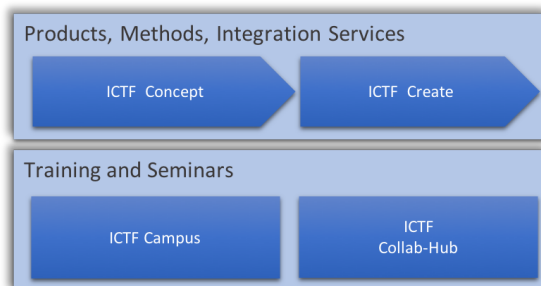 Products, Methods, Integration Services
ICTF Concept
ICTF Create
Training and Seminars
ICTF Campus
ICTF
Collab-Hub